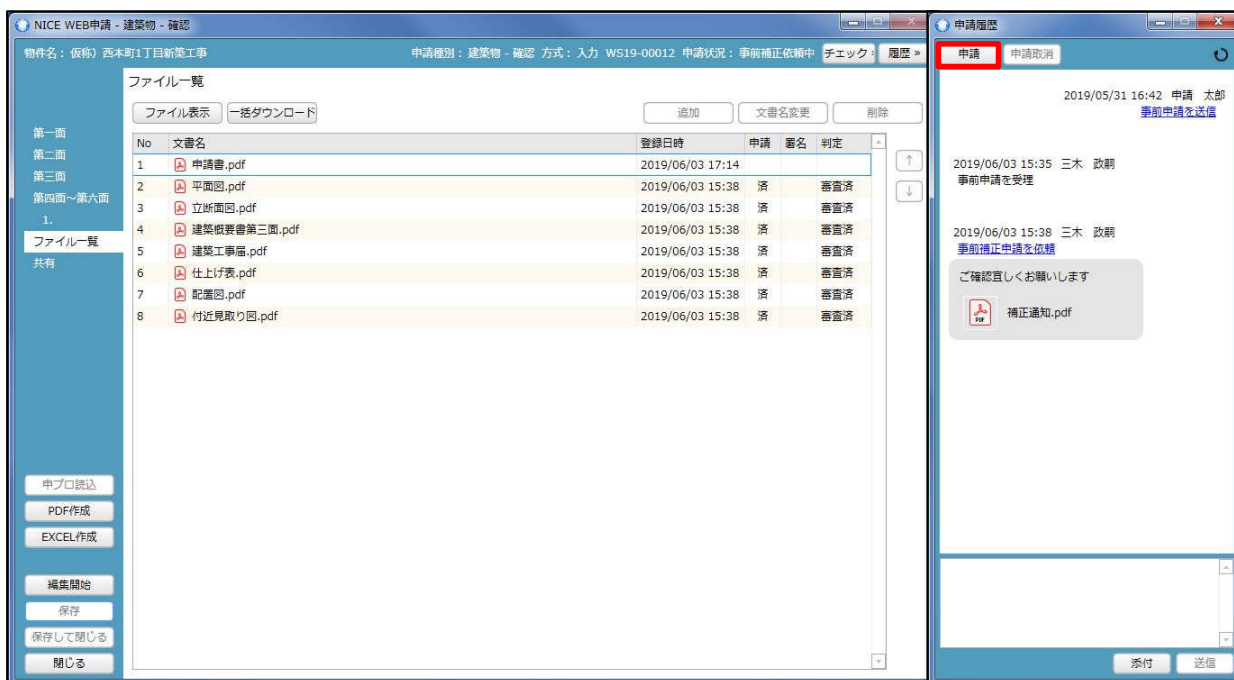 NICE WEB申請 - 建築物 - 確認
物件名：仮称）西本町1丁目新築工事 申請種別：建築物 - 確認 方式：入力 WS19-00012 申請状況：事前補正依頼中 チェック» 履歴 »
第一面
第二面
第三面
第四面～第六面
1.
ファイル一覧
共有
申プロ読込
PDF作成
EXCEL作成
編集開始
保存
保存して閉じる
閉じる
ファイル一覧
ファイル表示 一括ダウンロード 追加 文書名変更 削除
No 文書名 登録日時 申請 署名 判定
1 申請書.pdf 2019/06/03 17:14
2 平面図.pdf 2019/06/03 15:38 済 審査済
3 立断面図.pdf 2019/06/03 15:38 済 審査済
4 建築概要書第三面.pdf 2019/06/03 15:38 済 審査済
5 建築工事届.pdf 2019/06/03 15:38 済 審査済
6 仕上げ表.pdf 2019/06/03 15:38 済 審査済
7 配置図.pdf 2019/06/03 15:38 済 審査済
8 付近見取り図.pdf 2019/06/03 15:38 済 審査済
↑
↓
申請履歴
申請 申請取消
2019/05/31 16:42 申請 太郎
事前申請を送信
2019/06/03 15:35 三木 政嗣
事前申請を受理
2019/06/03 15:38 三木 政嗣
事前補正申請を依頼
ご確認宜しくお願いします
PDF 補正通知.pdf
添付 送信